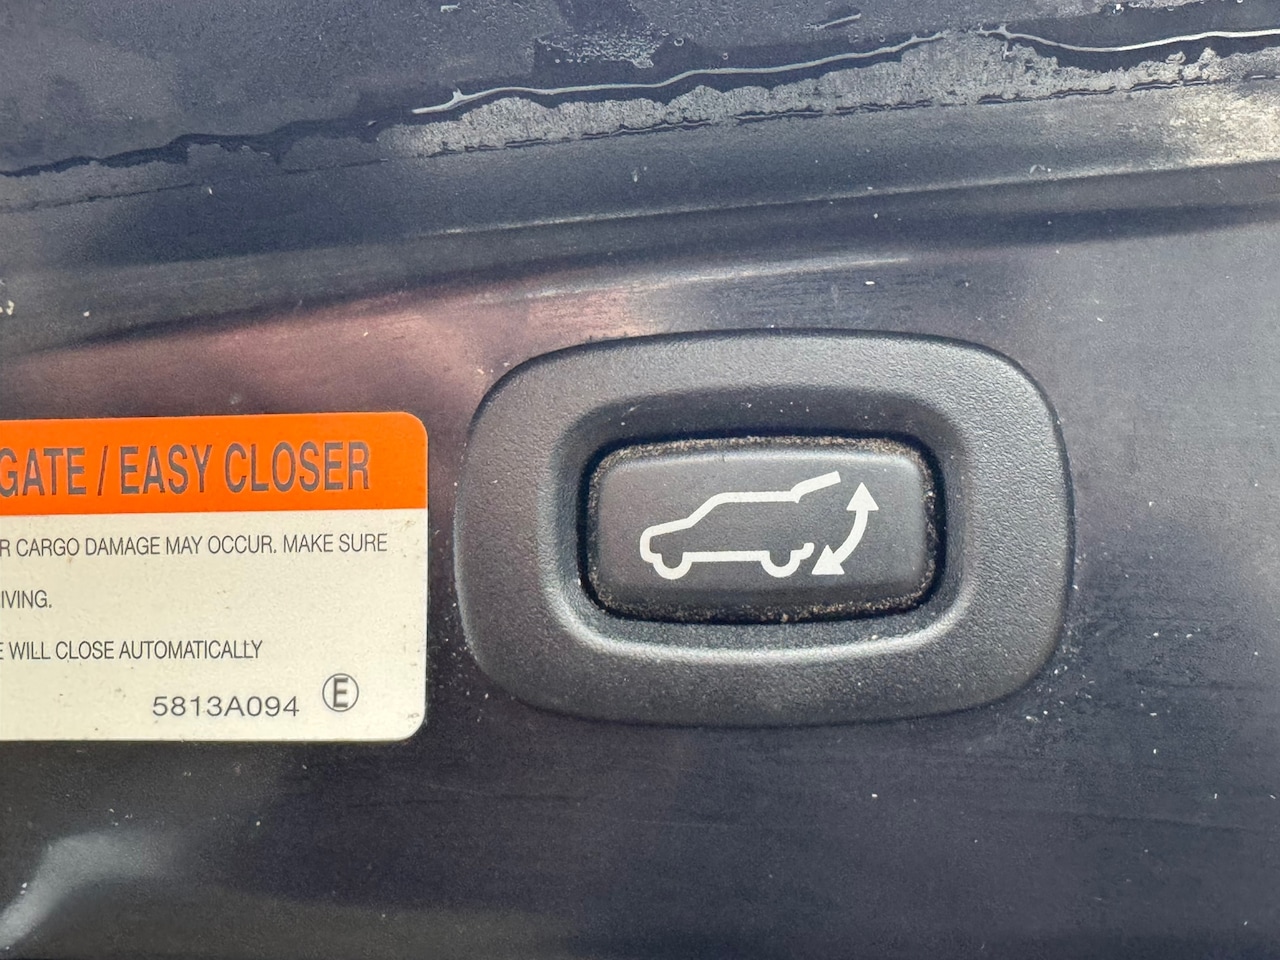 GATE / EASY CLOSER
R CARGO DAMAGE MAY OCCUR. MAKE SURE
IVING.
E WILL CLOSE AUTOMATICALLY
5813A094 E